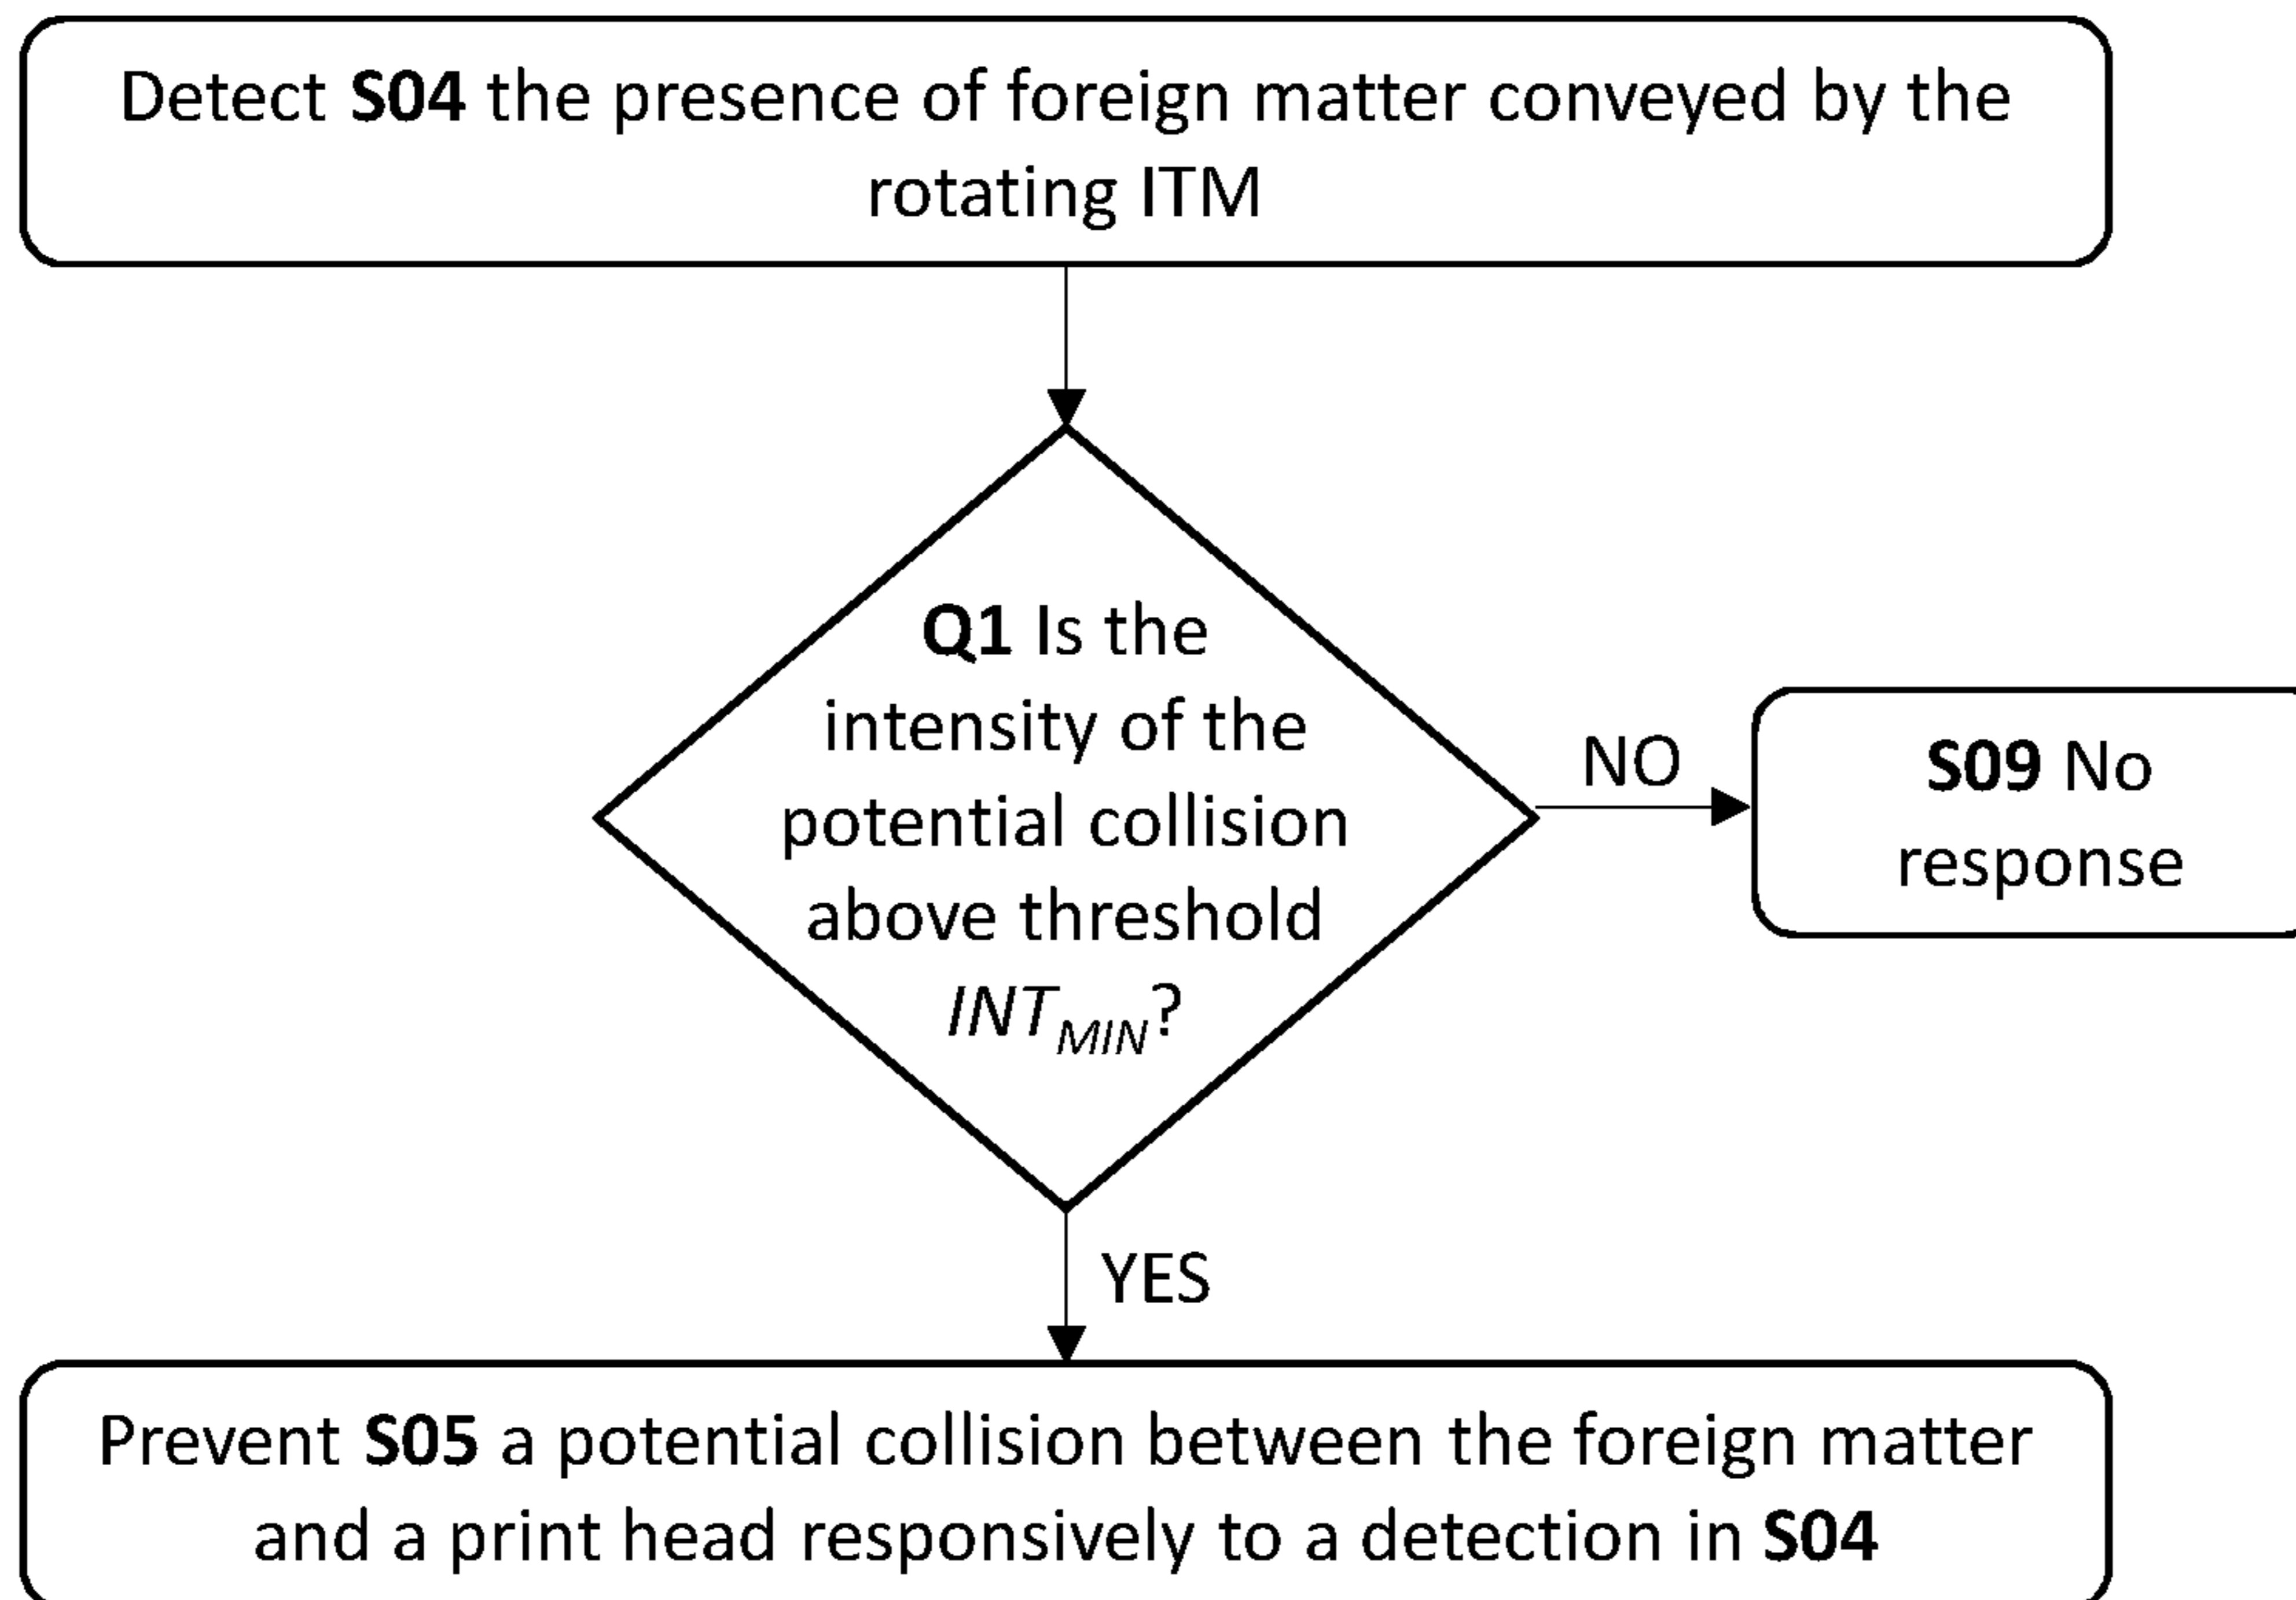 Detect S04 the presence of foreign matter conveyed by the
rotating ITM
Q1 Is the
intensity of the
potential collision
above threshold
INT_MIN?
NO
S09 No
response
YES
Prevent S05 a potential collision between the foreign matter
and a print head responsively to a detection in S04